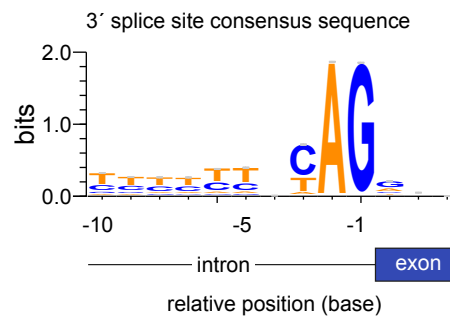 3´ splice site consensus sequence
2.0
bits
1.0
0.0
T T T T T T C A G G
C C C C C C T A
-10 -5 -1
intron exon
relative position (base)